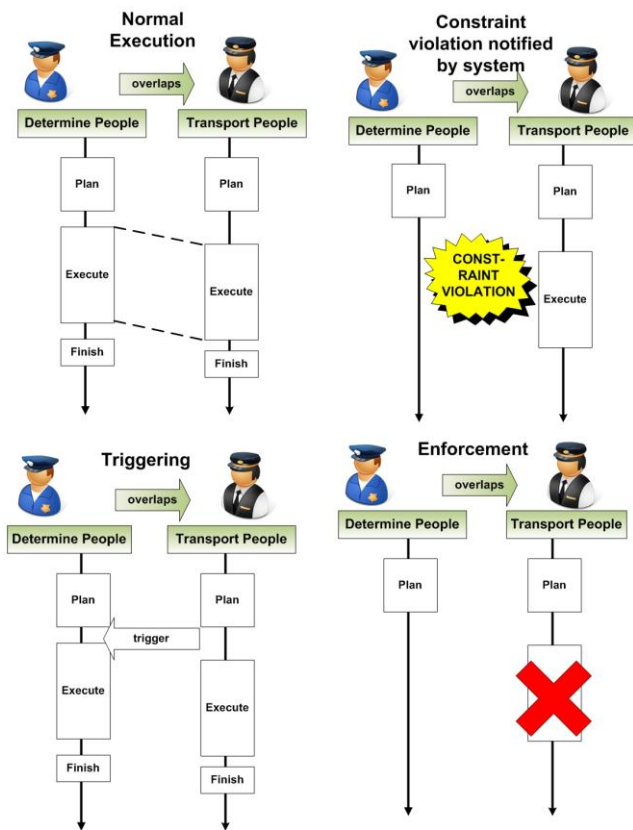 Normal
Execution
overlaps
Determine People
Transport People
Plan
Plan
Execute
Execute
Finish
Finish
Constraint
violation notified
by system
overlaps
Determine People
Transport People
Plan
Plan
CONST-
RAINT
VIOLATION
Execute
Triggering
overlaps
Determine People
Transport People
Plan
Plan
trigger
Execute
Execute
Finish
Finish
Enforcement
overlaps
Determine People
Transport People
Plan
Plan